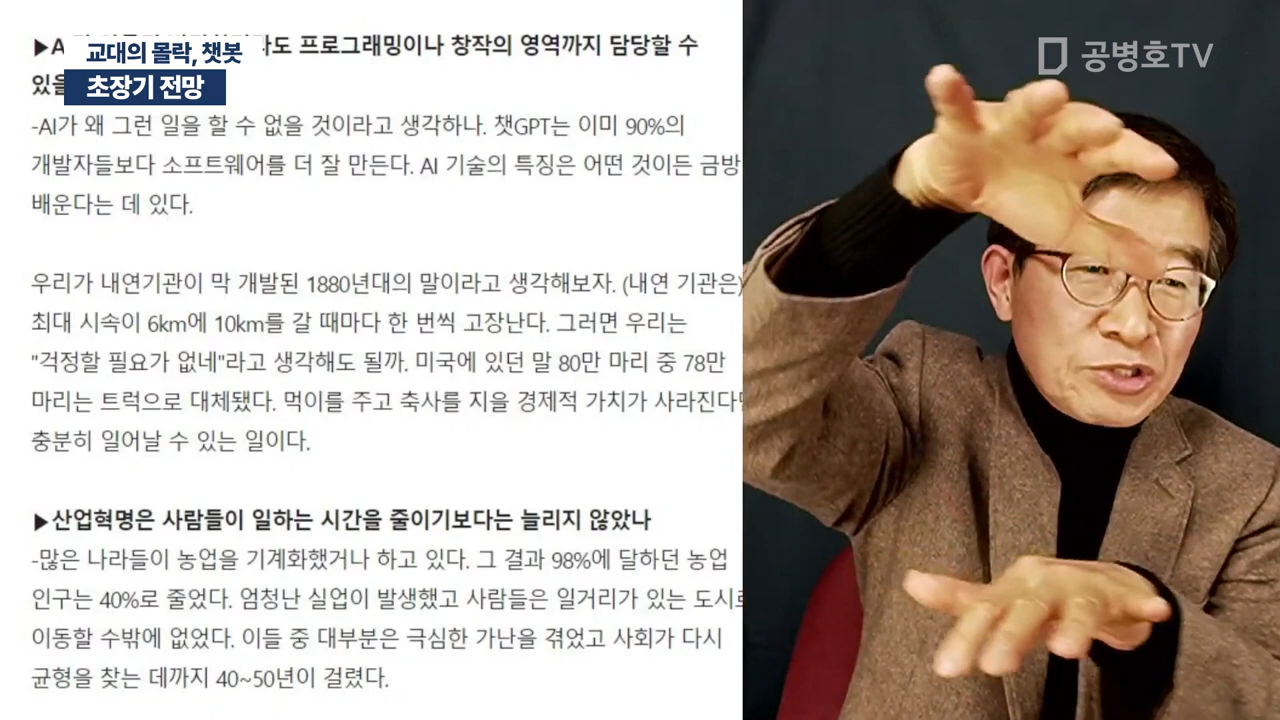 교대의 몰락, 챗봇
초장기 전망
공병호TV
▶A 도 프로그래밍이나 창작의 영역까지 담당할 수
-AI가 왜 그런 일을 할 수 없을 것이라고 생각하나. 챗GPT는 이미 90%의
개발자들보다 소프트웨어를 더 잘 만든다. AI 기술의 특징은 어떤 것이든 금방
배운다는 데 있다.
우리가 내연기관이 막 개발된 1880년대의 말이라고 생각해보자. (내연 기관은)
최대 시속이 6km에 10km를 갈 때마다 한 번씩 고장난다. 그러면 우리는
"걱정할 필요가 없네"라고 생각해도 될까. 미국에 있던 말 80만 마리 중 78만
마리는 트럭으로 대체됐다. 먹이를 주고 축사를 지을 경제적 가치가
충분히 일어날 수 있는 일이다.
▶산업혁명은 사람들이 일하는 시간을 줄이기보다는 늘리지 않았나
-많은 나라들이 농업을 기계화했거나 하고 있다. 그 결과 98%에 달하던 농업
인구는 40%로 줄었다. 엄청난 실업이 발생했고 사람들은 일거리가 있는
이동할 수밖에 없었다. 이들 중 대부분은 극심한 가난을 겪었고 사회가 다시
균형을 찾는 데까지 40~50년이 걸렸다.